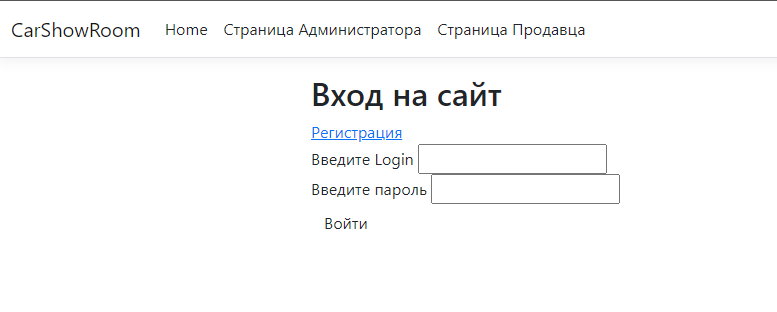 CarShowRoom Home Страница Администратора Страница Продавца
Вход на сайт
Регистрация
Введите Login
Введите пароль
Войти